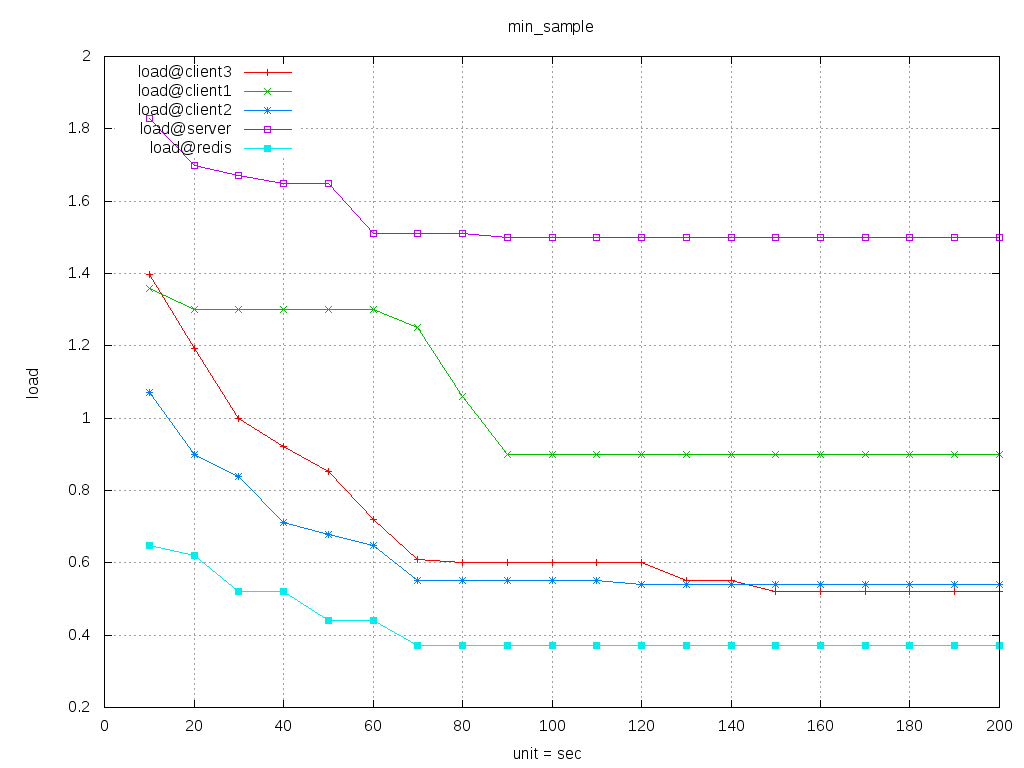 min_sample
load@client3
load@client1
load@client2
load@server
load@redis
2
1.8
1.6
1.4
1.2
1
0.8
0.6
0.4
0.2
load
0 20 40 60 80 100 120 140 160 180 200
unit = sec